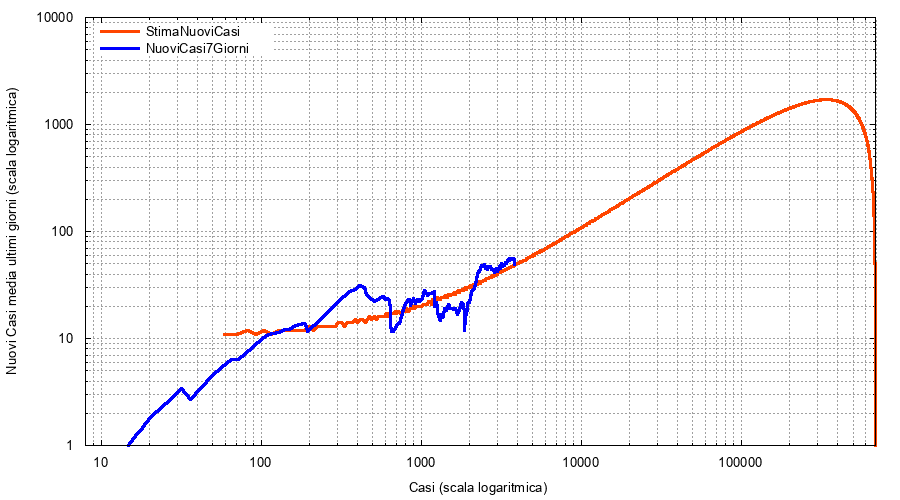 10000
StimaNuoviCasi
NuoviCasi7Giorni
1000
100
10
1
Nuovi Casi media ultimi giorni (scala logaritmica)
10 100 1000 10000 100000
Casi (scala logaritmica)